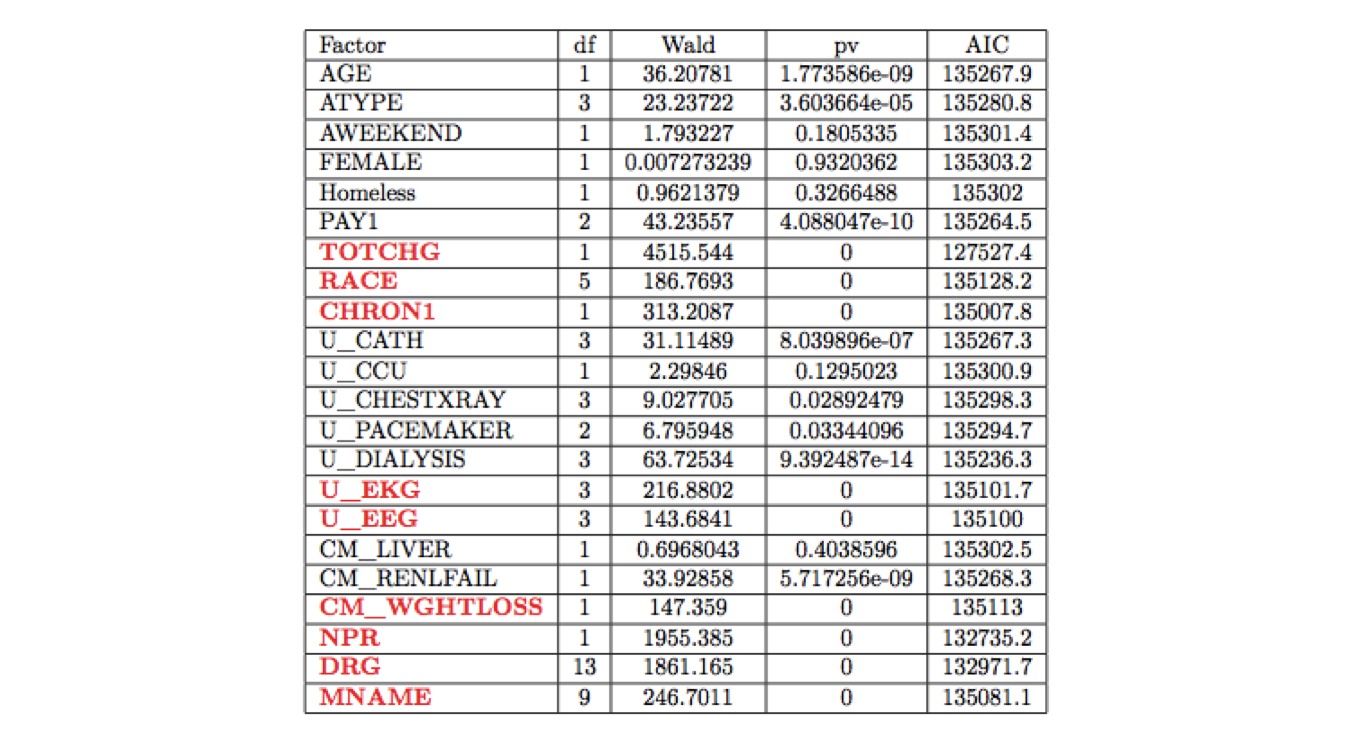 Factor df Wald pv AIC
AGE 1 36.20781 1.773586e-09 135267.9
ATYPE 3 23.23722 3.603664e-05 135280.8
AWEEKEND 1 1.793227 0.1805335 135301.4
FEMALE 1 0.007273239 0.9320362 135303.2
Homeless 1 0.9621379 0.3266488 135302
PAY1 2 43.23557 4.088047e-10 135264.5
TOTCHG 1 4515.544 0 127527.4
RACE 5 186.7693 0 135128.2
CHRON1 1 313.2087 0 135007.8
U_CATH 3 31.11489 8.039896e-07 135267.3
U_CCU 1 2.29846 0.1295023 135300.9
U_CHESTXRAY 3 9.027705 0.02892479 135298.3
U_PACEMAKER 2 6.795948 0.03344096 135294.7
U_DIALYSIS 3 63.72534 9.392487e-14 135236.3
U_EKG 3 216.8802 0 135101.7
U_EEG 3 143.6841 0 135100
CM_LIVER 1 0.6968043 0.4038596 135302.5
CM_RENLFAIL 1 33.92858 5.717256e-09 135268.3
CM_WGHTLOSS 1 147.359 0 135113
NPR 1 1955.385 0 132735.2
DRG 13 1861.165 0 132971.7
MNAME 9 246.7011 0 135081.1